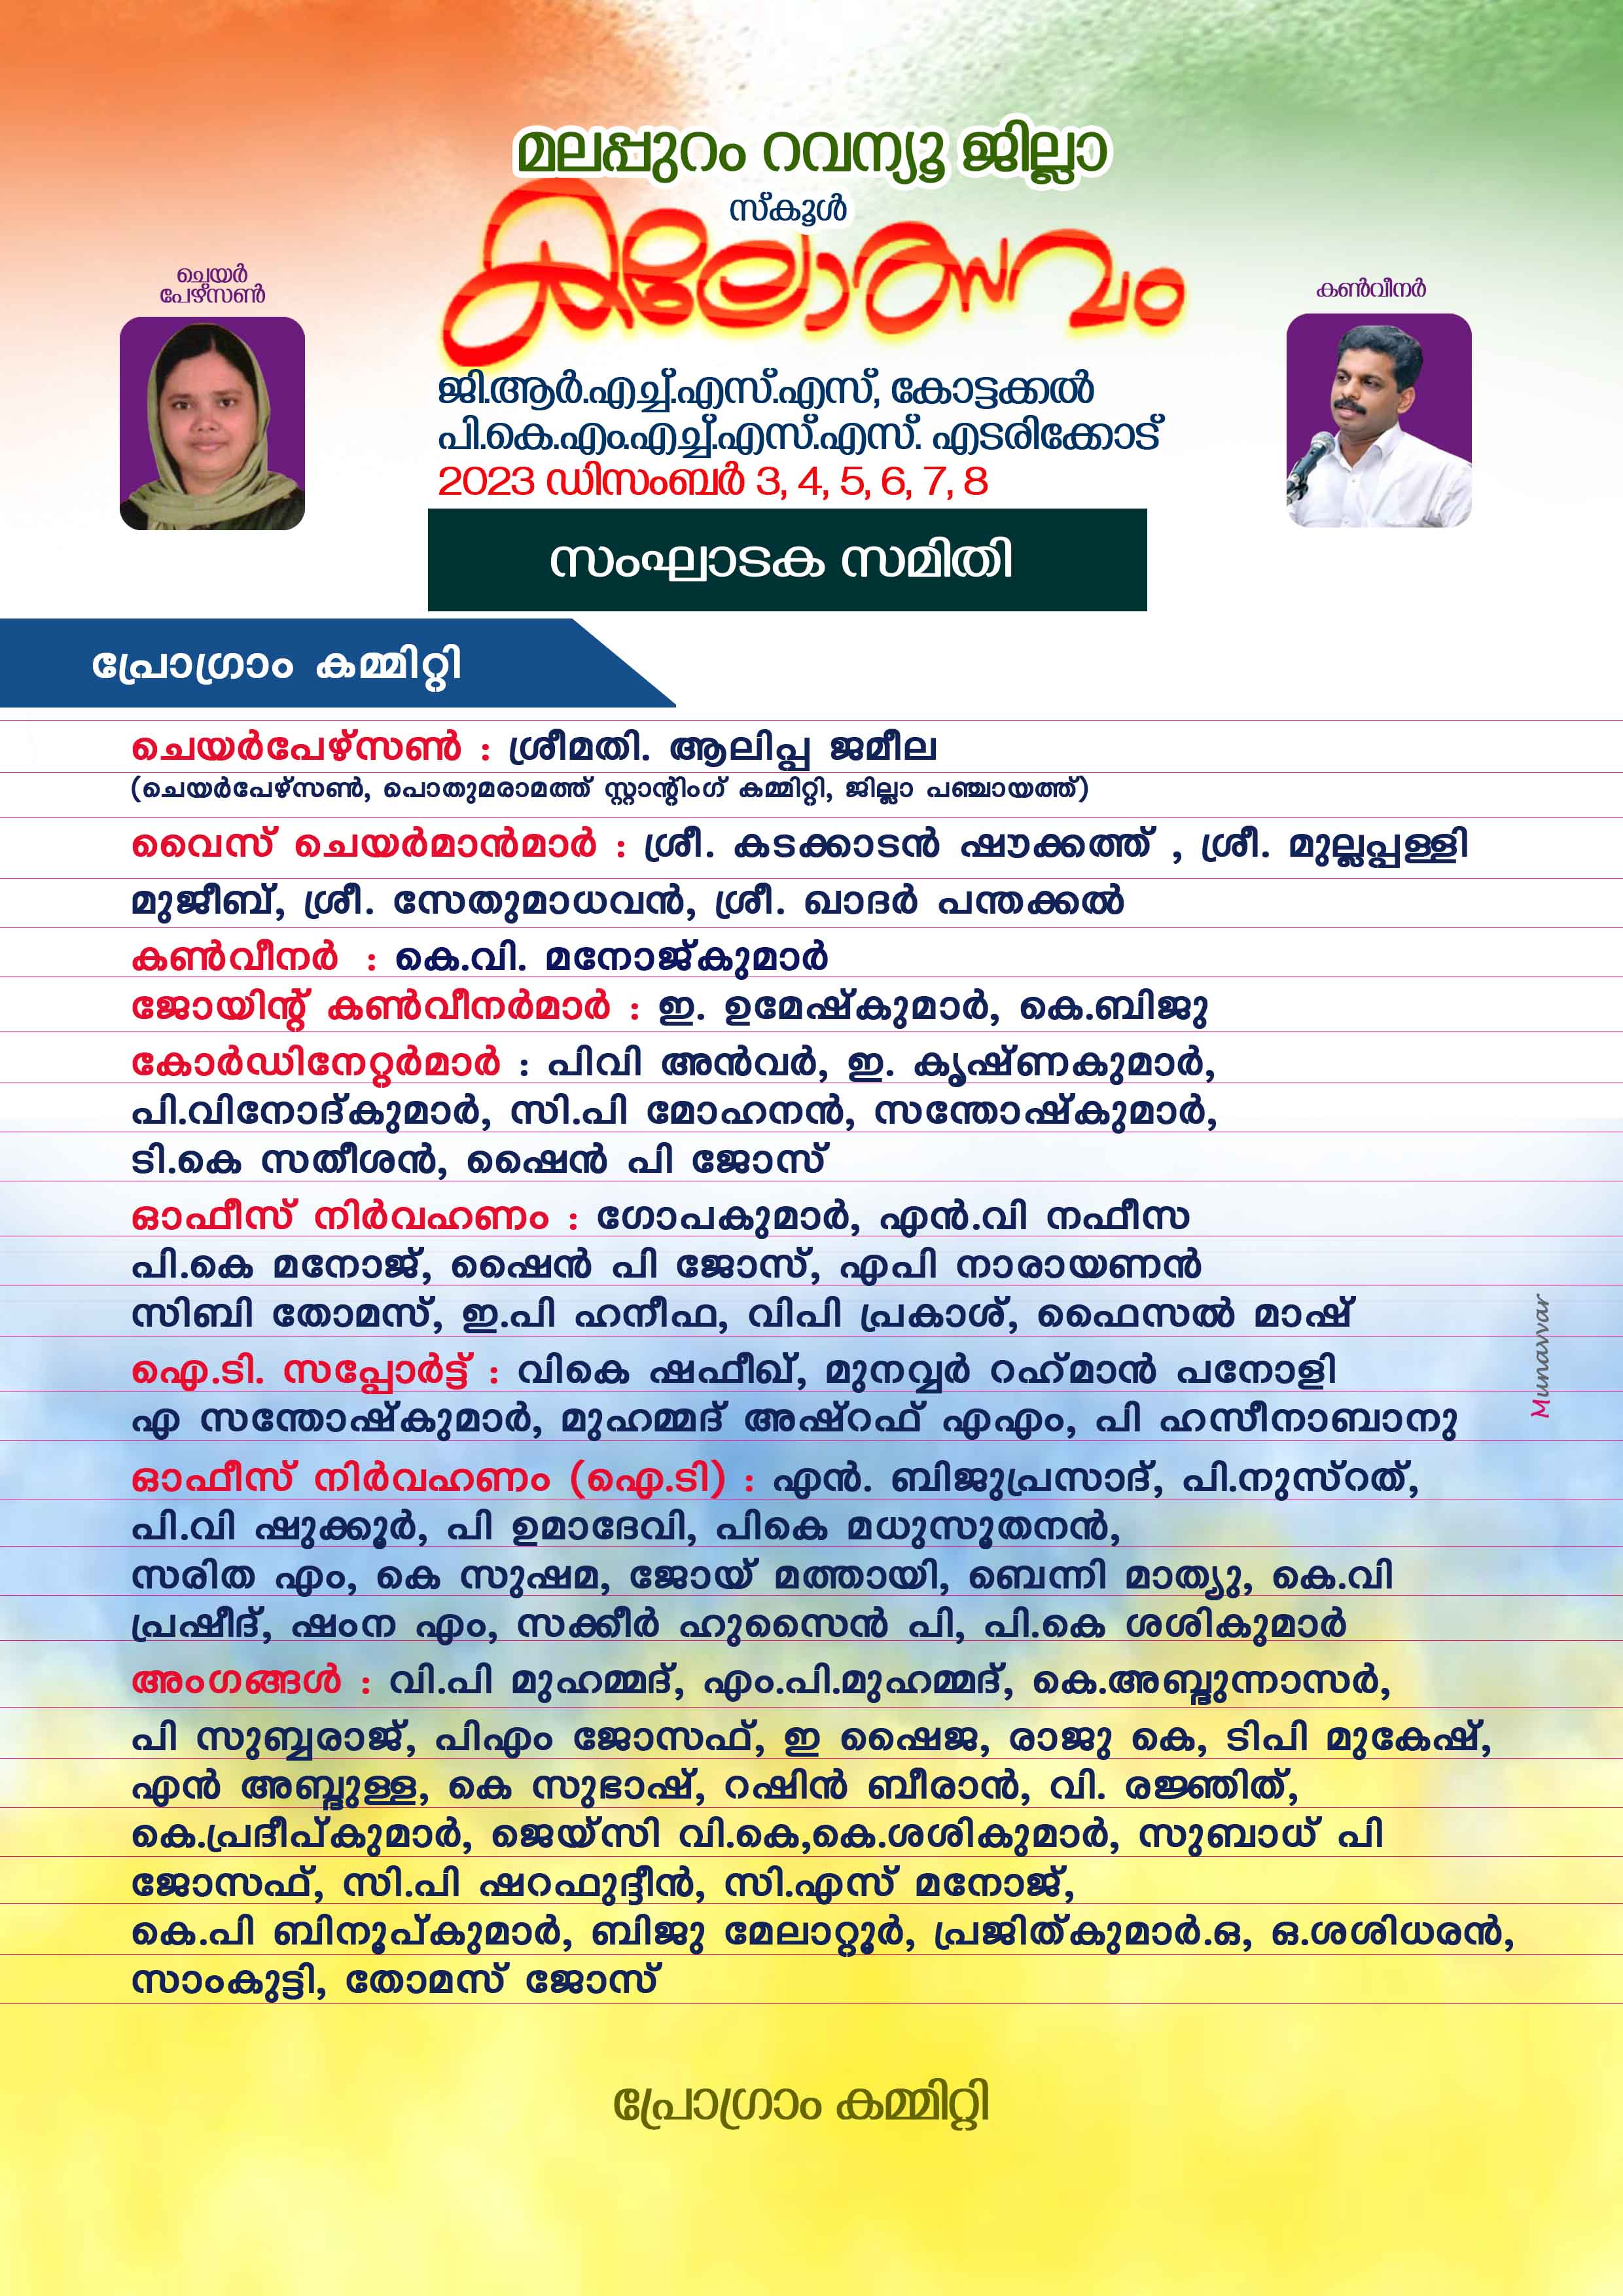 മലപ്പുറം റവന്യൂ ജില്ലാ
സ്കൂൾ
കലോത്സവം
ചെയർ
പേഴ്സൺ
കൺവീനർ
ജി.ആർ.എച്ച്.എസ്.എസ്, കോട്ടക്കൽ
പി.കെ.എം.എച്ച്.എസ്.എസ്. എടരിക്കോട്
2023 ഡിസംബർ 3, 4, 5, 6, 7, 8
സംഘാടക സമിതി
പ്രോഗ്രാം കമ്മിറ്റി
ചെയർപേഴ്സൺ : ശ്രീമതി. ആലിപ്പ ജമീല
(ചെയർപേഴ്സൺ, പൊതുമരാമത്ത് സ്റ്റാന്റിംഗ് കമ്മിറ്റി, ജില്ലാ പഞ്ചായത്ത്)
വൈസ് ചെയർമാൻമാർ : ശ്രീ. കടക്കാടൻ ഷൗക്കത്ത് , ശ്രീ. മുല്ലപ്പള്ളി
മുജീബ്, ശ്രീ. സേതുമാധവൻ, ശ്രീ. ഖാദർ പന്തക്കൽ
കൺവീനർ : കെ.വി. മനോജ്കുമാർ
ജോയിന്റ് കൺവീനർമാർ : ഇ. ഉമേഷ്കുമാർ, കെ.ബിജു
കോർഡിനേറ്റർമാർ : പിവി അൻവർ, ഇ. കൃഷ്ണകുമാർ,
പി.വിനോദ്കുമാർ, സി.പി മോഹനൻ, സന്തോഷ്കുമാർ,
ടി.കെ സതീശൻ, ഷൈൻ പി ജോസ്
ഓഫീസ് നിർവഹണം : ഗോപകുമാർ, എൻ.വി നഫീസ
പി.കെ മനോജ്, ഷൈൻ പി ജോസ്, എപി നാരായണൻ
സിബി തോമസ്, ഇ.പി ഹനീഫ, വിപി പ്രകാശ്, ഫൈസൽ മാഷ്
ഐ.ടി. സപ്പോർട്ട് : വികെ ഷഫീഖ്, മുനവ്വർ റഹ്മാൻ പനോളി
എ സന്തോഷ്കുമാർ, മുഹമ്മദ് അഷ്റഫ് എഎം, പി ഹസീനാബാനു
Munavvar
ഓഫീസ് നിർവഹണം (ഐ.ടി) : എൻ. ബിജുപ്രസാദ്, പി.നുസ്റത്,
പി.വി ഷുക്കൂർ, പി ഉമാദേവി, പികെ മധുസൂതനൻ,
സരിത എം, കെ സുഷമ, ജോയ് മത്തായി, ബെന്നി മാത്യു, കെ.വി
പ്രഷീദ്, ഷംന എം, സക്കീർ ഹുസൈൻ പി, പി.കെ ശശികുമാർ
അംഗങ്ങൾ : വി.പി മുഹമ്മദ്, എം.പി.മുഹമ്മദ്, കെ.അബ്ദുന്നാസർ,
പി സുബ്ബരാജ്, പിഎം ജോസഫ്, ഇ ഷൈജ, രാജു കെ, ടിപി മുകേഷ്,
എൻ അബ്ദുള്ള, കെ സുഭാഷ്, റഷിൻ ബീരാൻ, വി. രജ്ഞിത്,
കെ.പ്രദീപ്കുമാർ, ജെയ്സി വി.കെ,കെ.ശശികുമാർ, സുബാധ് പി
ജോസഫ്, സി.പി ഷറഫുദ്ദീൻ, സി.എസ് മനോജ്,
കെ.പി ബിനൂപ്കുമാർ, ബിജു മേലാറ്റൂർ, പ്രജിത്കുമാർ.ഒ, ഒ.ശശിധരൻ,
സാംകുട്ടി, തോമസ് ജോസ്
പ്രോഗ്രാം കമ്മിറ്റി